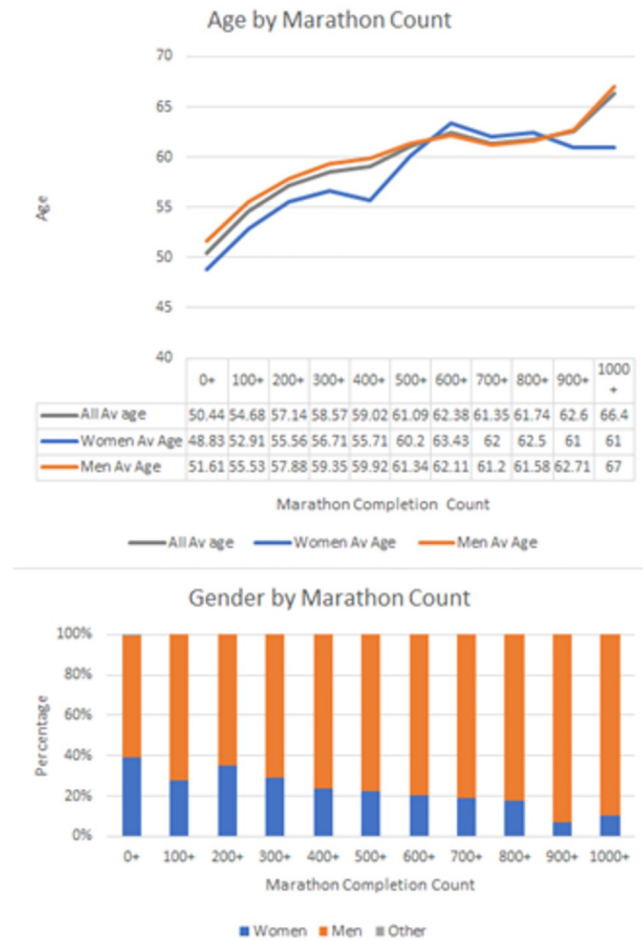 Age by Marathon Count
70
65
60
55
50
45
40
Age
0+ 100+ 200+ 300+ 400+ 500+ 600+ 700+ 800+ 900+ 1000
+
All Av age 50.44 54.68 57.14 58.57 59.02 61.09 62.38 61.35 61.74 62.6 66.4
Women Av Age 48.83 52.91 55.56 56.71 55.71 60.2 63.43 62 62.5 61 61
Men Av Age 51.61 55.53 57.88 59.35 59.92 61.34 62.11 61.2 61.58 62.71 67
Marathon Completion Count
All Av age Women Av Age Men Av Age
Gender by Marathon Count
100%
80%
60%
40%
20%
0%
Percentage
0+ 100+ 200+ 300+ 400+ 500+ 600+ 700+ 800+ 900+ 1000+
Marathon Completion Count
Women Men Other